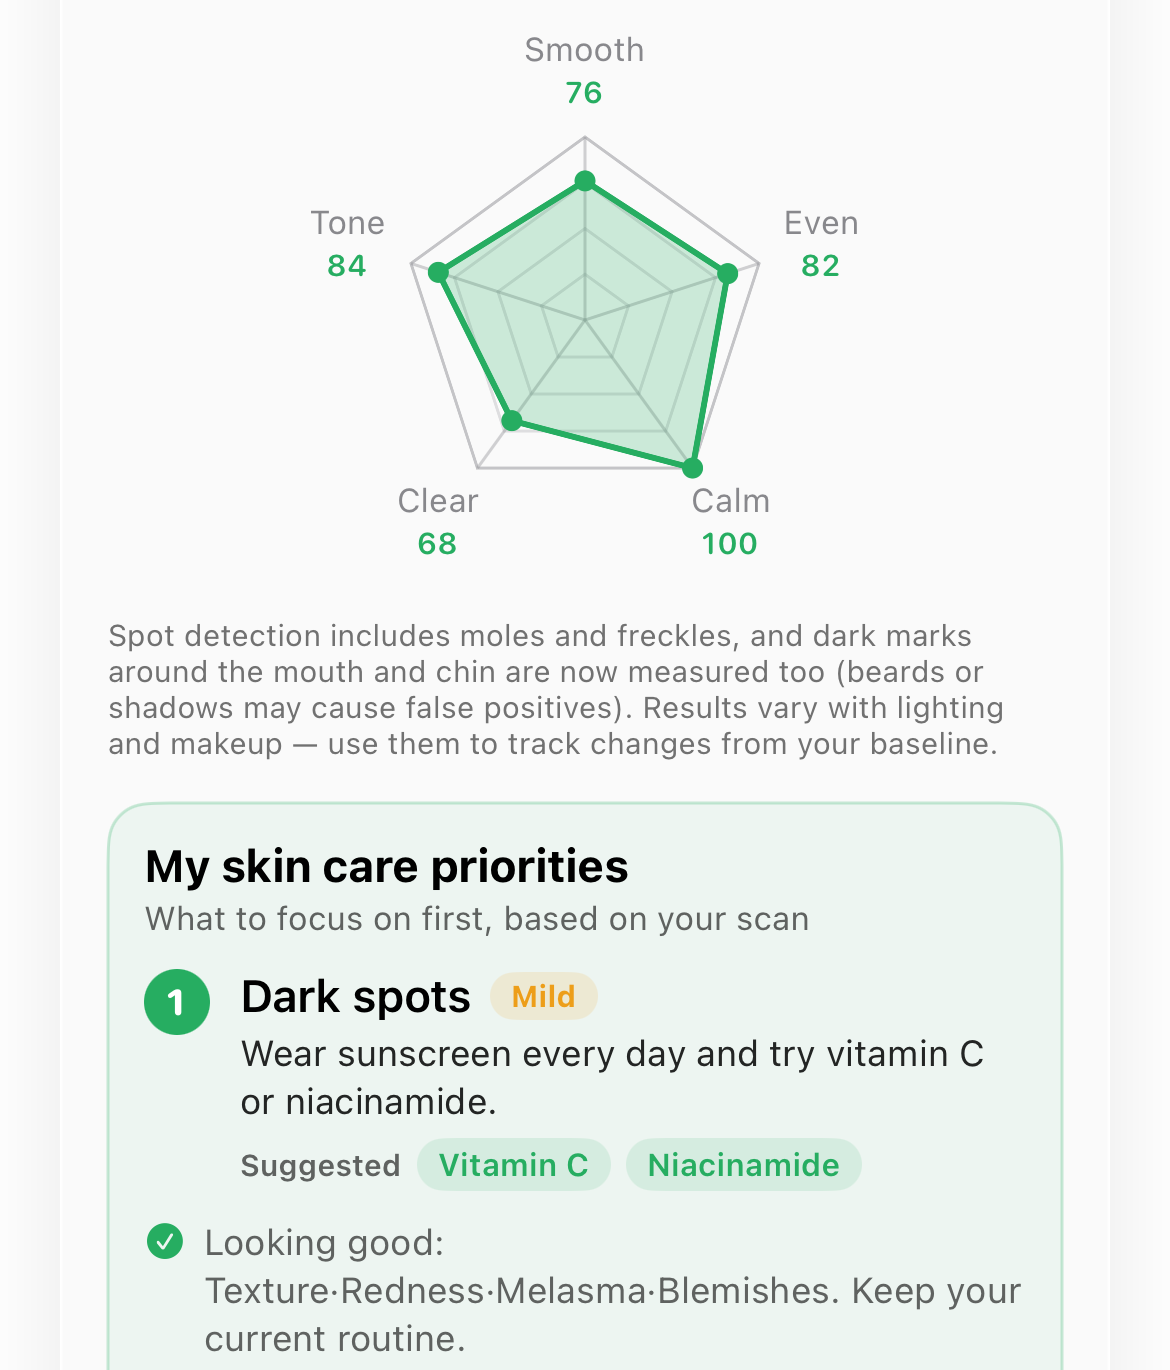 Smooth
76
Tone
84
Even
82
Clear
68
Calm
100
Spot detection includes moles and freckles, and dark marks
around the mouth and chin are now measured too (beards or
shadows may cause false positives). Results vary with lighting
and makeup — use them to track changes from your baseline.
My skin care priorities
What to focus on first, based on your scan
1 Dark spots Mild
Wear sunscreen every day and try vitamin C
or niacinamide.
Suggested Vitamin C Niacinamide
Looking good:
Texture·Redness·Melasma·Blemishes. Keep your
current routine.